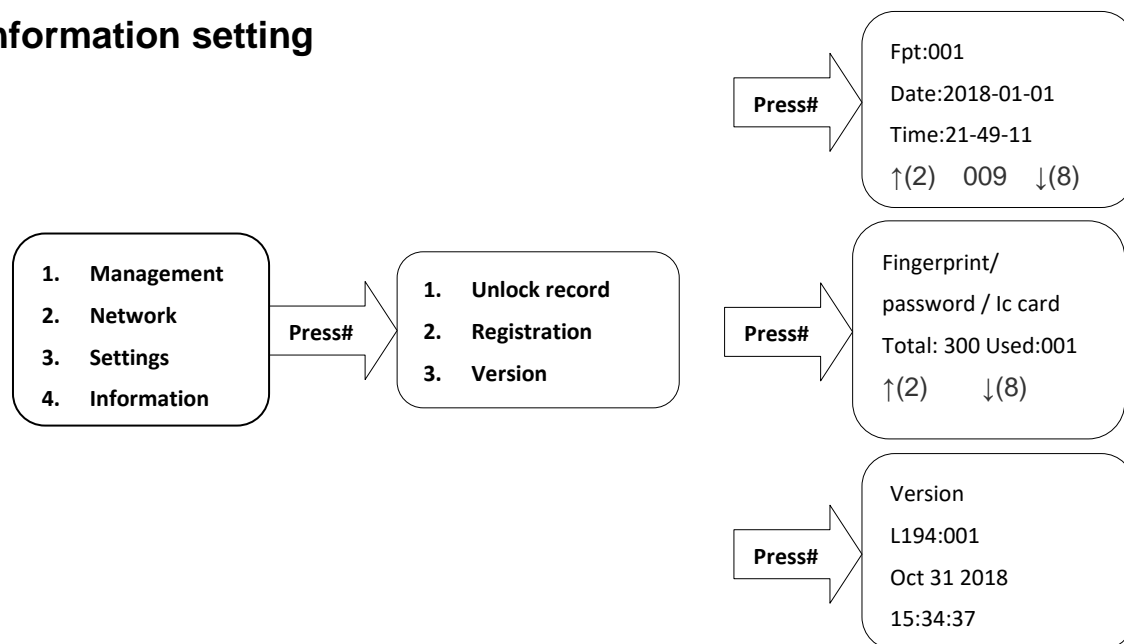 nformation setting
Press#
Fpt:001
Date:2018-01-01
Time:21-49-11
↑(2) 009 ↓(8)
1. Management
2. Network
3. Settings
4. Information
Press#
1. Unlock record
2. Registration
3. Version
Press#
Fingerprint/
password / Ic card
Total: 300 Used:001
↑(2) ↓(8)
Press#
Version
L194:001
Oct 31 2018
15:34:37